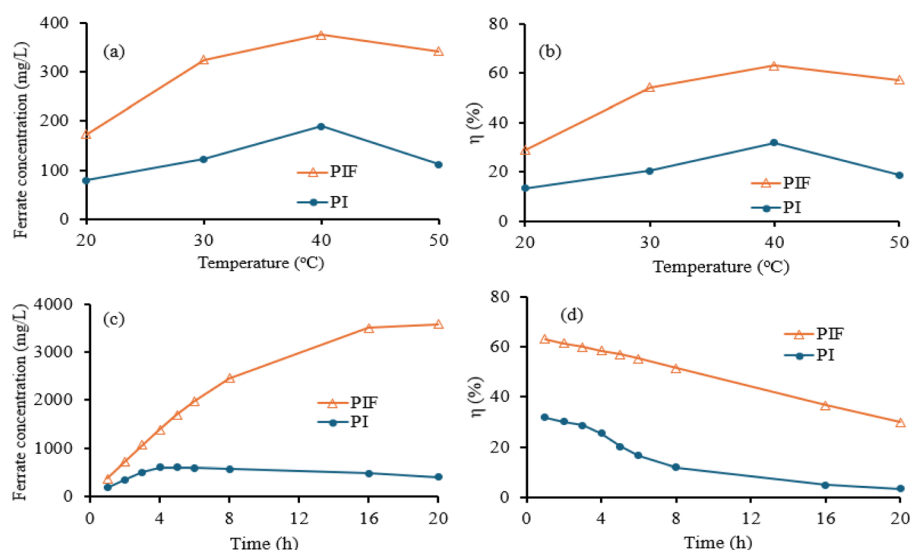 (a)
Ferrate concentration (mg/L)
400
300
200
100
0
PIF
PI
20 30 40 50
Temperature (°C)
(b)
η (%)
80
60
40
20
0
PIF
PI
20 30 40 50
Temperature (°C)
(c)
Ferrate concentration (mg/L)
4000
3000
2000
1000
0
PIF
PI
0 4 8 12 16 20
Time (h)
(d)
η (%)
80
60
40
20
0
PIF
PI
0 4 8 12 16 20
Time (h)